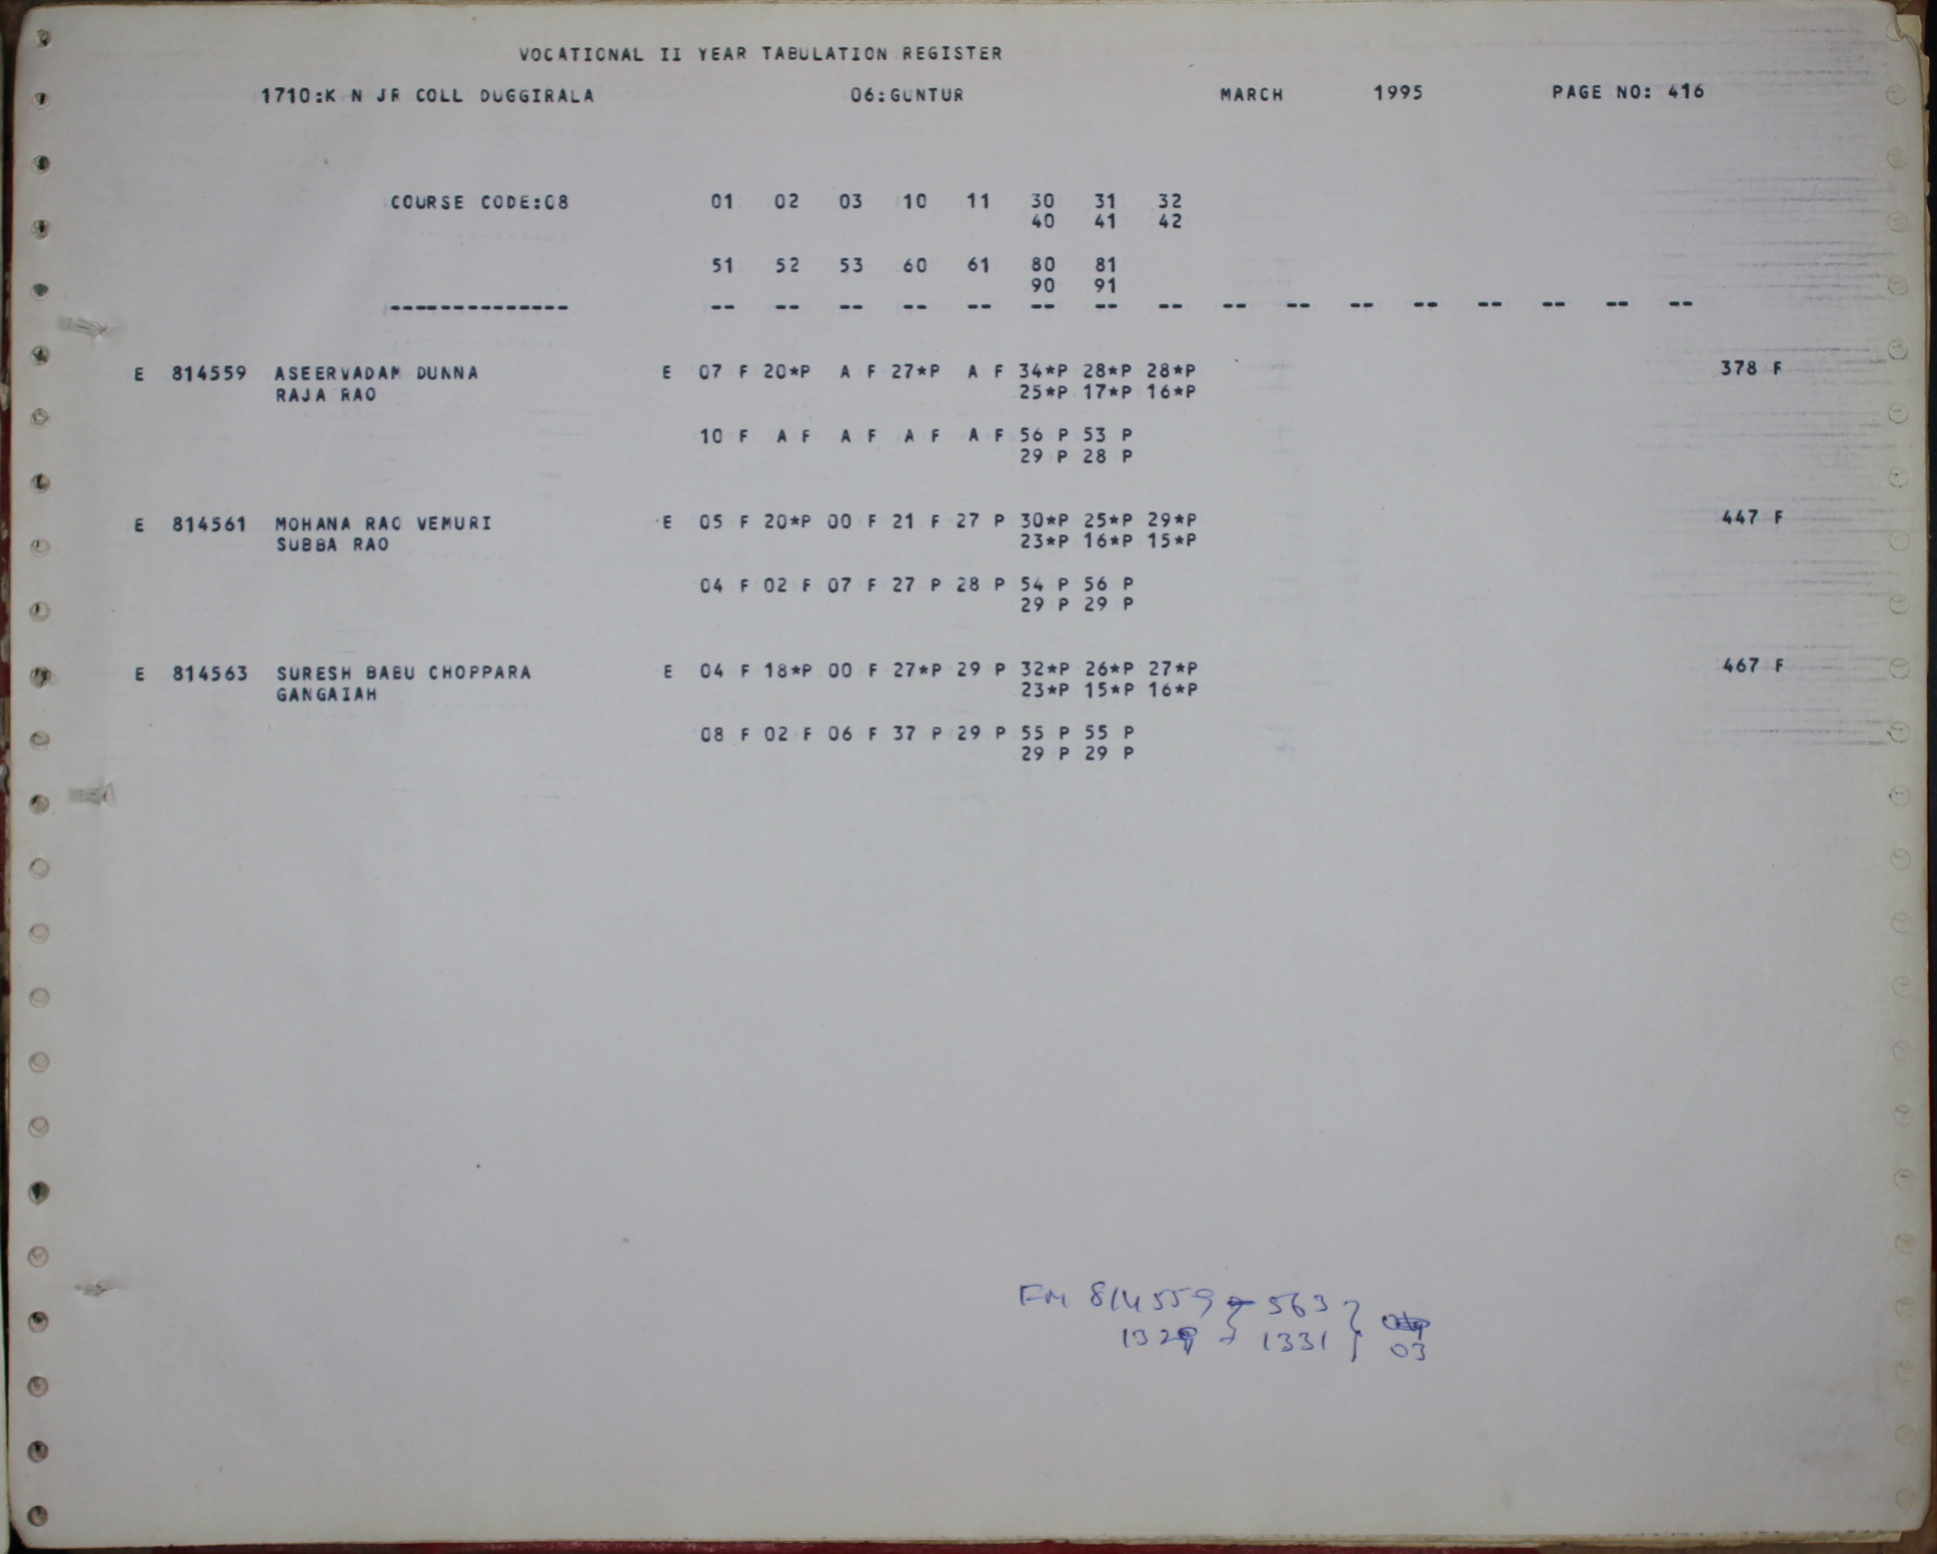 VOCATIONAL II YEAR TABULATION REGISTER
1710:K N JR COLL DUGGIRALA 06:GUNTUR MARCH 1995 PAGE NO: 416
COURSE CODE:08 01 02 03 10 11 30 31 32
40 41 42
51 52 53 60 61 80 81
90 91
-------------- -- -- -- -- -- -- -- -- -- -- -- -- -- -- -- --
E 814559 ASEERVADAM DUNNA E 07 F 20*P A F 27*P A F 34*P 28*P 28*P 378 F
RAJA RAO 25*P 17*P 16*P
10 F A F A F A F A F 56 P 53 P
29 P 28 P
E 814561 MOHANA RAO VEMURI E 05 F 20*P 00 F 21 F 27 P 30*P 25*P 29*P 447 F
SUBBA RAO 23*P 16*P 15*P
04 F 02 F 07 F 27 P 28 P 54 P 56 P
29 P 29 P
E 814563 SURESH BABU CHOPPARA E 04 F 18*P 00 F 27*P 29 P 32*P 26*P 27*P 467 F
GANGAIAH 23*P 15*P 16*P
08 F 02 F 06 F 37 P 29 P 55 P 55 P
29 P 29 P
814559 - 563
1329 - 1331 03